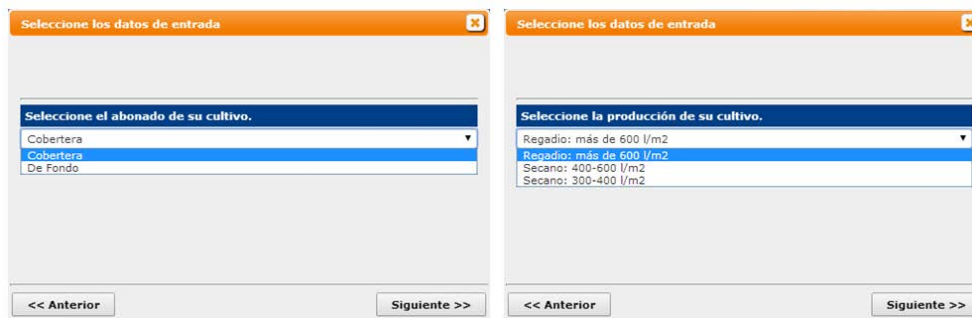 Seleccione los datos de entrada
Seleccione el abonado de su cultivo.
Cobertera
Cobertera
De Fondo
<< Anterior
Siguiente >>
Seleccione los datos de entrada
Seleccione la producción de su cultivo.
Regadio: más de 600 l/m2
Regadio: más de 600 l/m2
Secano: 400-600 l/m2
Secano: 300-400 l/m2
<< Anterior
Siguiente >>